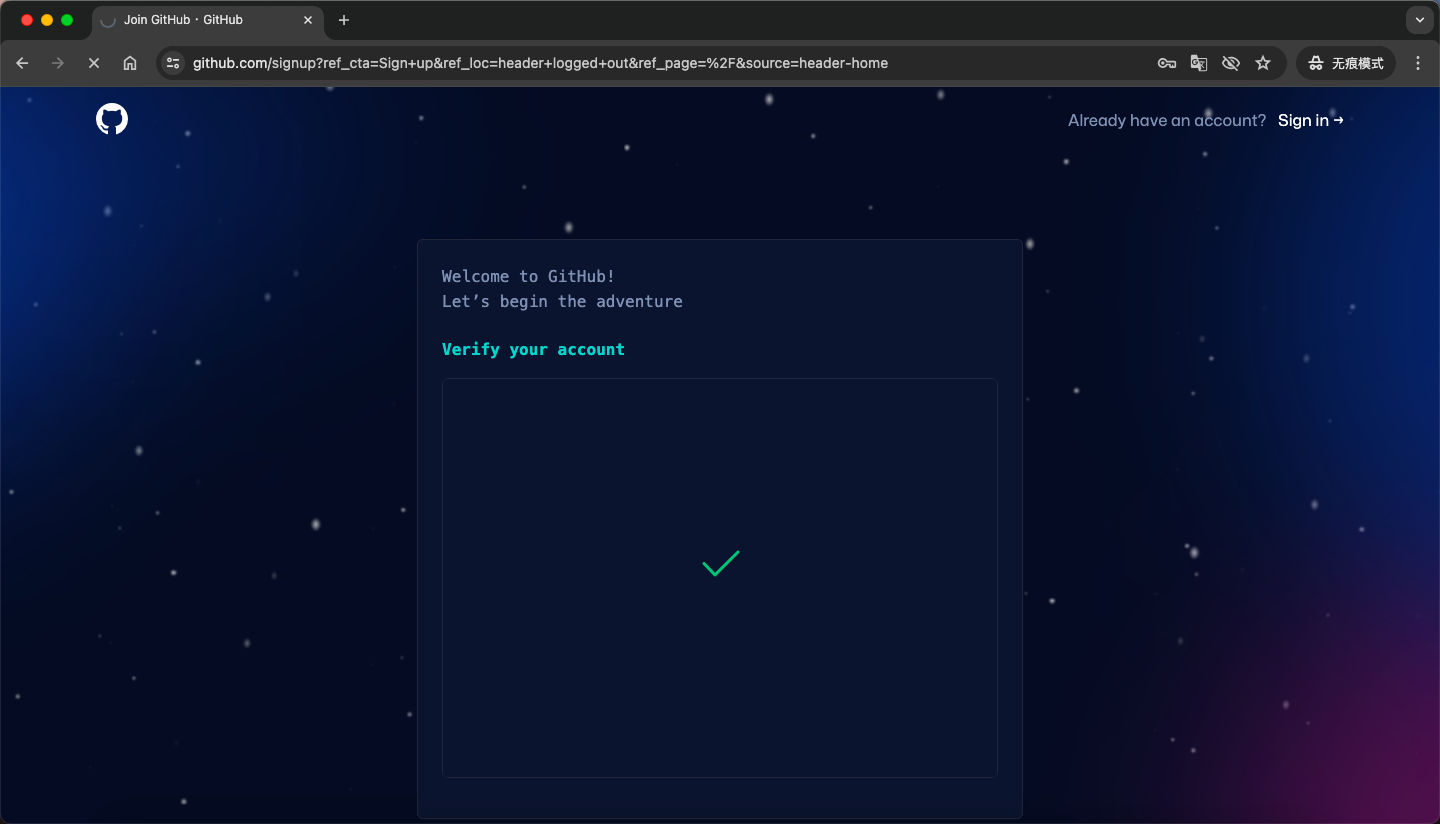 Join GitHub · GitHub
github.com/signup?ref_cta=Sign+up&ref_loc=header+logged+out&ref_page=%2F&source=header-home
无痕模式
Already have an account? Sign in →
Welcome to GitHub!
Let’s begin the adventure
Verify your account